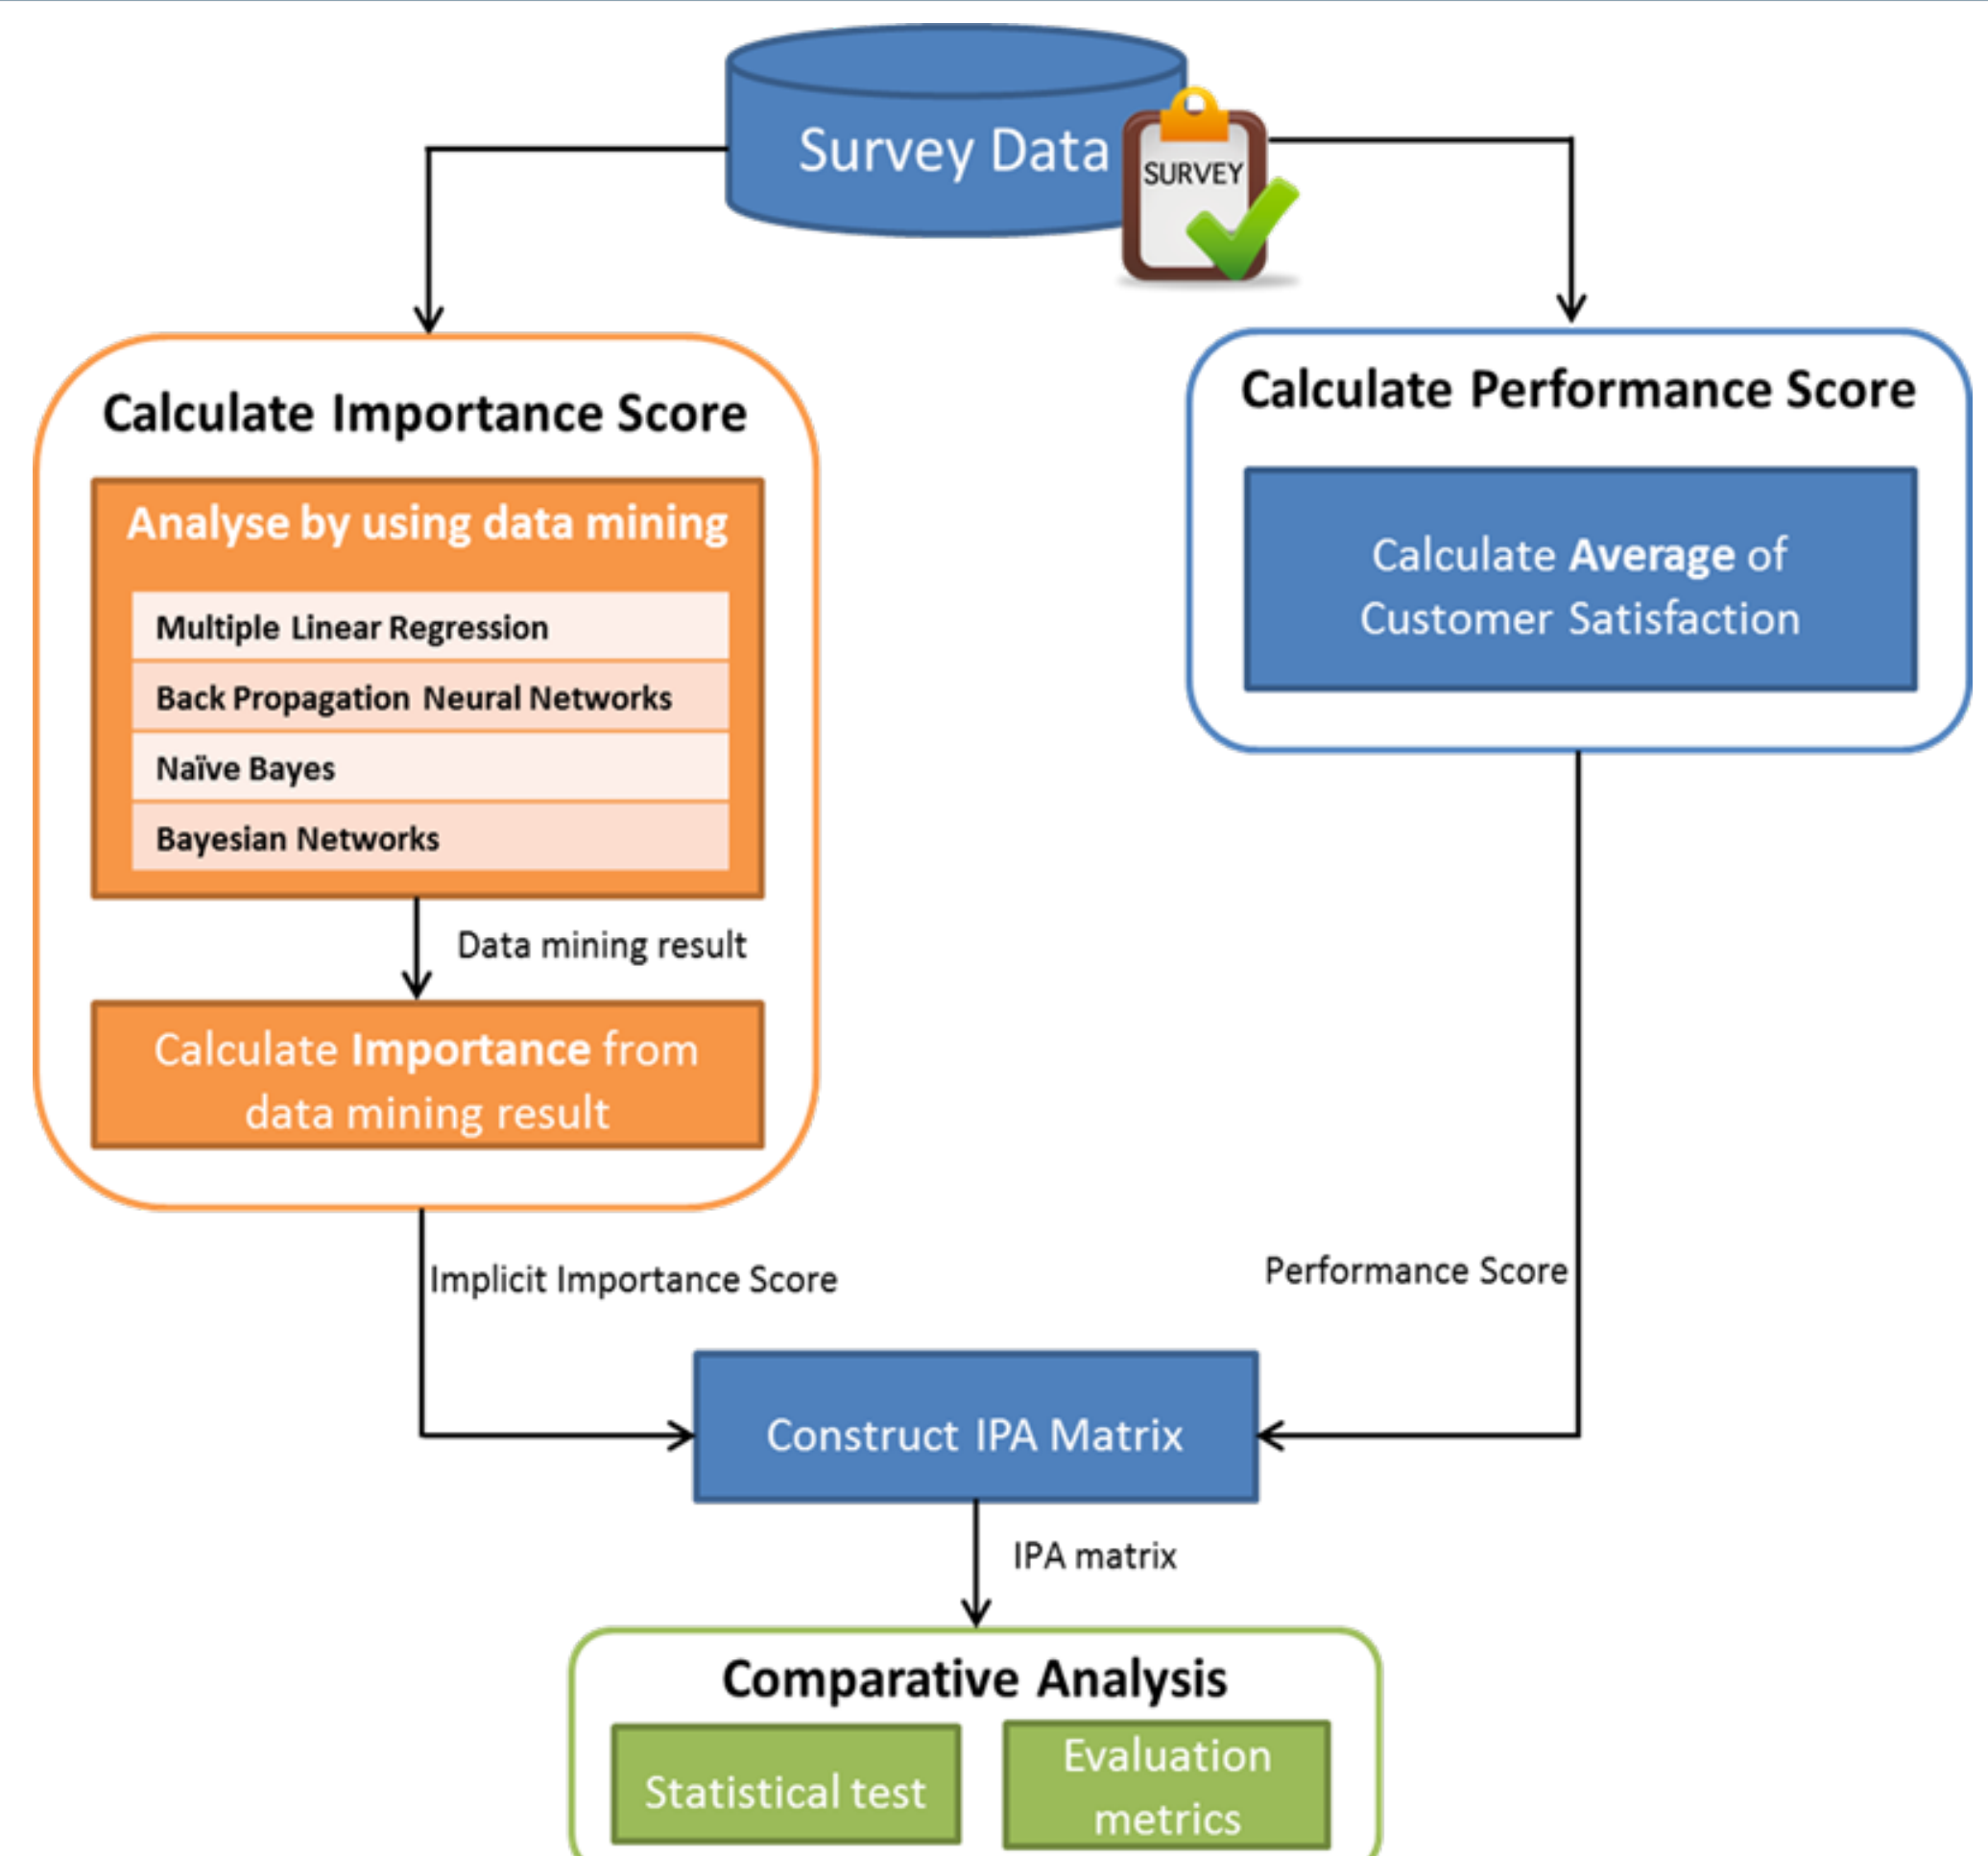 Survey Data
SURVEY
Calculate Importance Score
Analyse by using data mining
Multiple Linear Regression
Back Propagation Neural Networks
Naïve Bayes
Bayesian Networks
Data mining result
Calculate Importance from
data mining result
Implicit Importance Score
Calculate Performance Score
Calculate Average of
Customer Satisfaction
Performance Score
Construct IPA Matrix
IPA matrix
Comparative Analysis
Statistical test
Evaluation
metrics